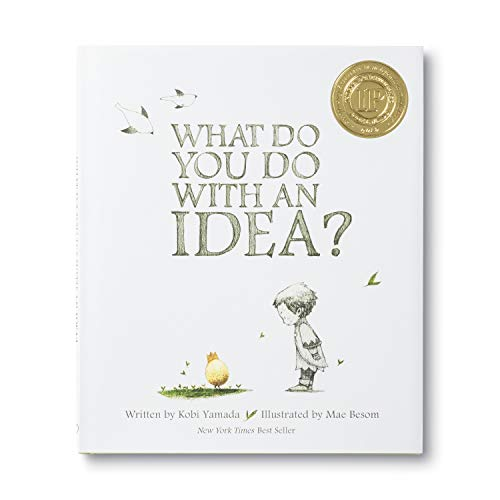 WHAT DO
YOU DO
WITH AN
IDEA?
Written by Kobi Yamada Illustrated by Mae Besom
New York Times Best Seller